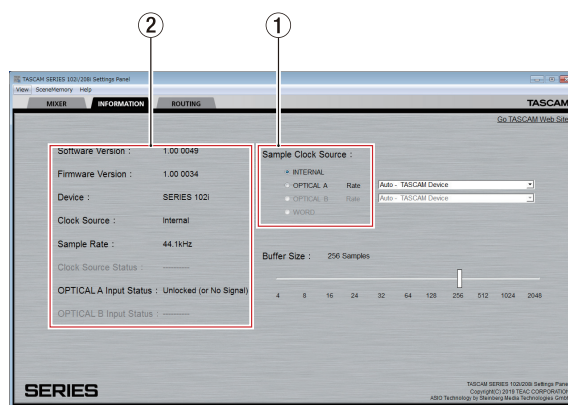 ② ①
TASCAM SERIES 102i/208i Settings Panel
View SceneMemory Help
MIXER INFORMATION ROUTING TASCAM
Go TASCAM Web Site
Software Version : 1.00 0049
Firmware Version : 1.00 0034
Device : SERIES 102i
Clock Source : Internal
Sample Rate : 44.1kHz
Clock Source Status : ---------
OPTICAL A Input Status : Unlocked (or No Signal)
OPTICAL B Input Status : ---------
Sample Clock Source :
INTERNAL
OPTICAL A Rate Auto - TASCAM Device
OPTICAL B Rate Auto - TASCAM Device
WORD
Buffer Size : 256 Samples
4 8 16 24 32 64 128 256 512 1024 2048
SERIES
TASCAM SERIES 102i/208i Settings Pane
Copyright(C) 2019 TEAC CORPORATION
ASIO Technology by Steinberg Media Technologies GmbH